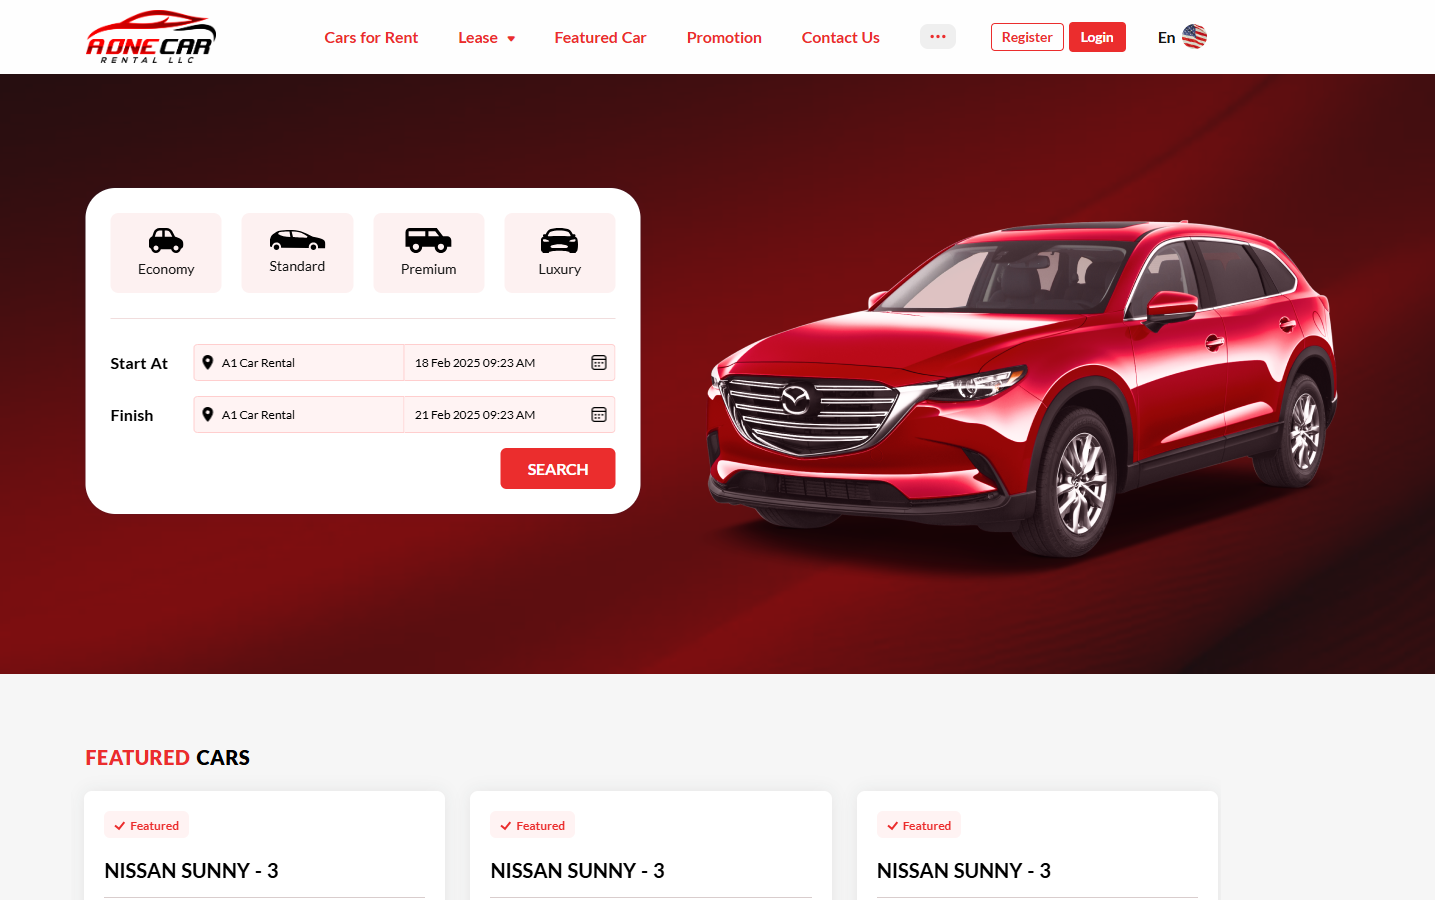 A ONE CAR
RENTAL LLC
Cars for Rent
Lease
Featured Car
Promotion
Contact Us
Register
Login
En
Economy
Standard
Premium
Luxury
Start At
A1 Car Rental
18 Feb 2025 09:23 AM
Finish
A1 Car Rental
21 Feb 2025 09:23 AM
SEARCH
FEATURED CARS
Featured
NISSAN SUNNY - 3
Featured
NISSAN SUNNY - 3
Featured
NISSAN SUNNY - 3